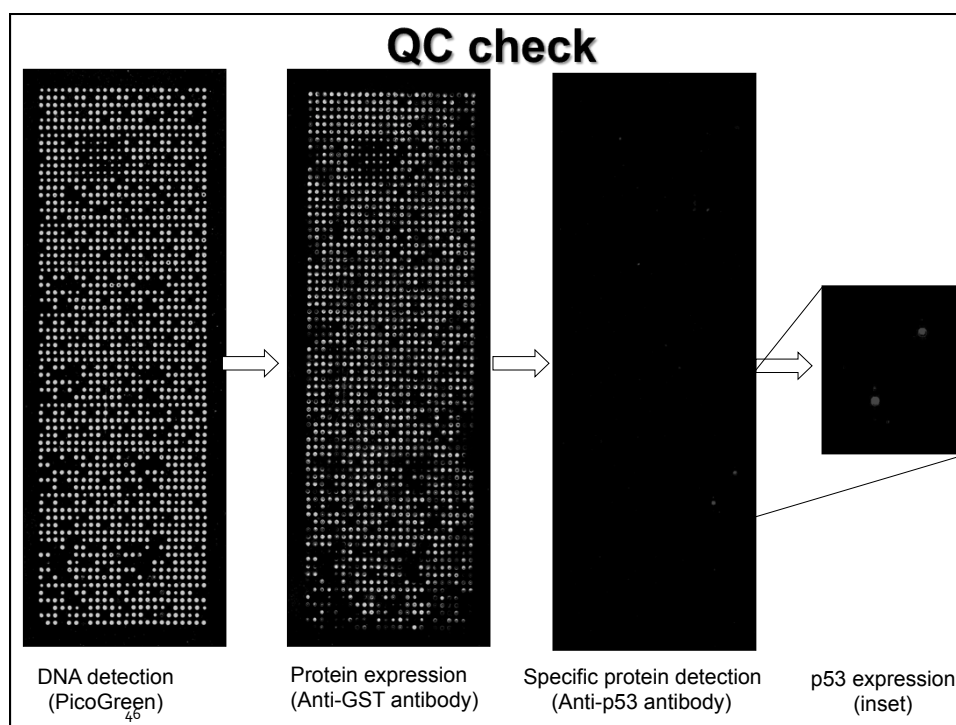 QC check
DNA detection
(PicoGreen)
46
Protein expression
(Anti-GST antibody)
Specific protein detection
(Anti-p53 antibody)
p53 expression
(inset)